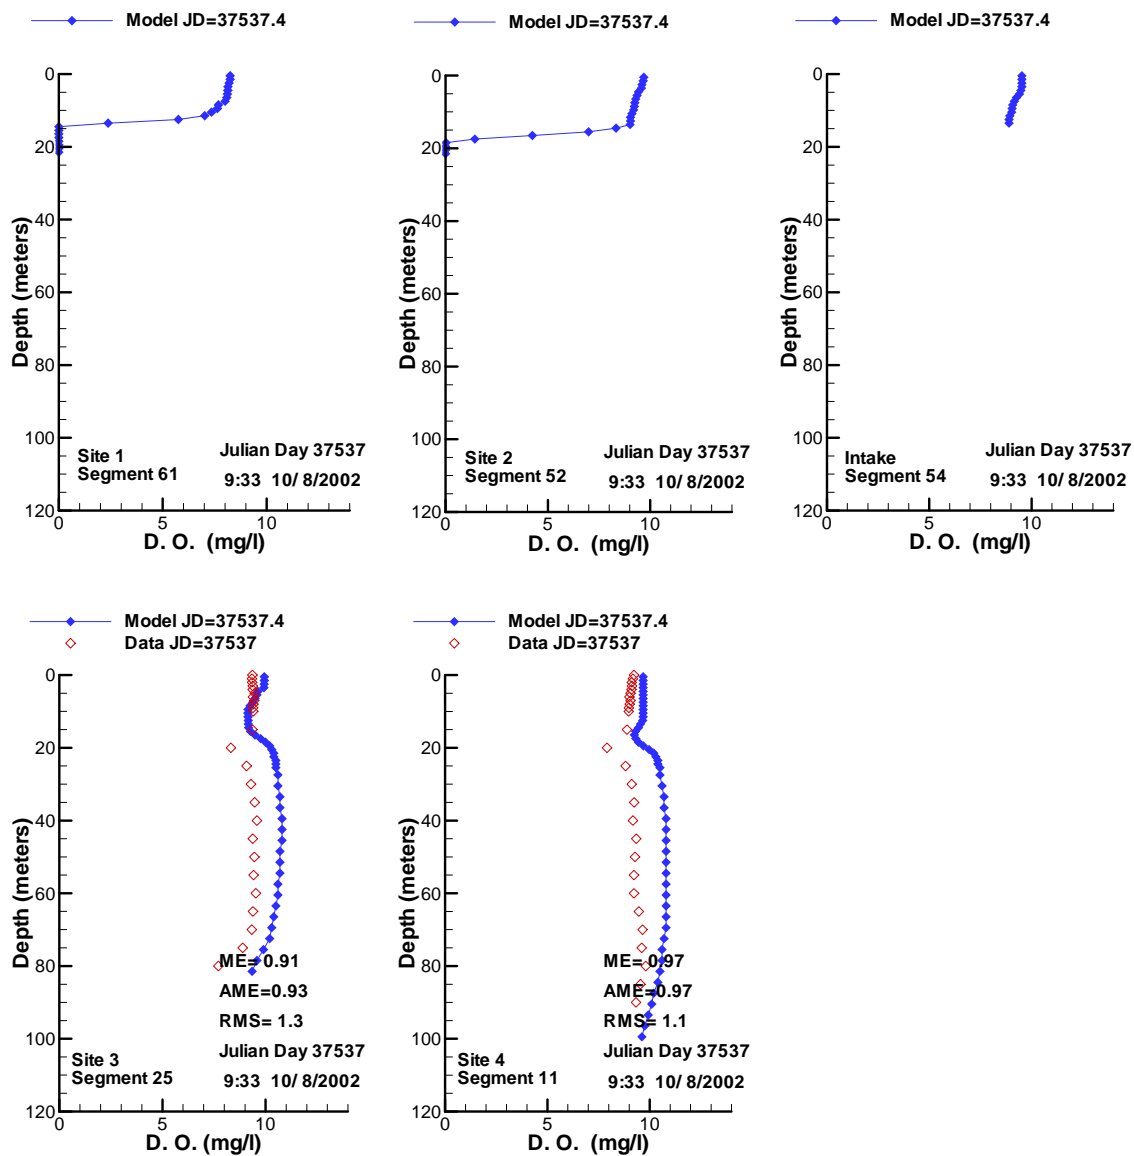 Model JD=37537.4
0
20
40
60
80
100
120
Depth (meters)
Site 1
Segment 61
Julian Day 37537
9:33 10/ 8/2002
0 5 10
D. O. (mg/l)
Model JD=37537.4
0
20
40
60
80
100
120
Depth (meters)
Site 2
Segment 52
Julian Day 37537
9:33 10/ 8/2002
0 5 10
D. O. (mg/l)
Model JD=37537.4
0
20
40
60
80
100
120
Depth (meters)
Intake
Segment 54
Julian Day 37537
9:33 10/ 8/2002
0 5 10
D. O. (mg/l)
Model JD=37537.4
Data JD=37537
0
20
40
60
80
100
120
Depth (meters)
ME= 0.91
AME=0.93
RMS= 1.3
Site 3
Segment 25
Julian Day 37537
9:33 10/ 8/2002
0 5 10
D. O. (mg/l)
Model JD=37537.4
Data JD=37537
0
20
40
60
80
100
120
Depth (meters)
ME= 0.97
AME=0.97
RMS= 1.1
Site 4
Segment 11
Julian Day 37537
9:33 10/ 8/2002
0 5 10
D. O. (mg/l)